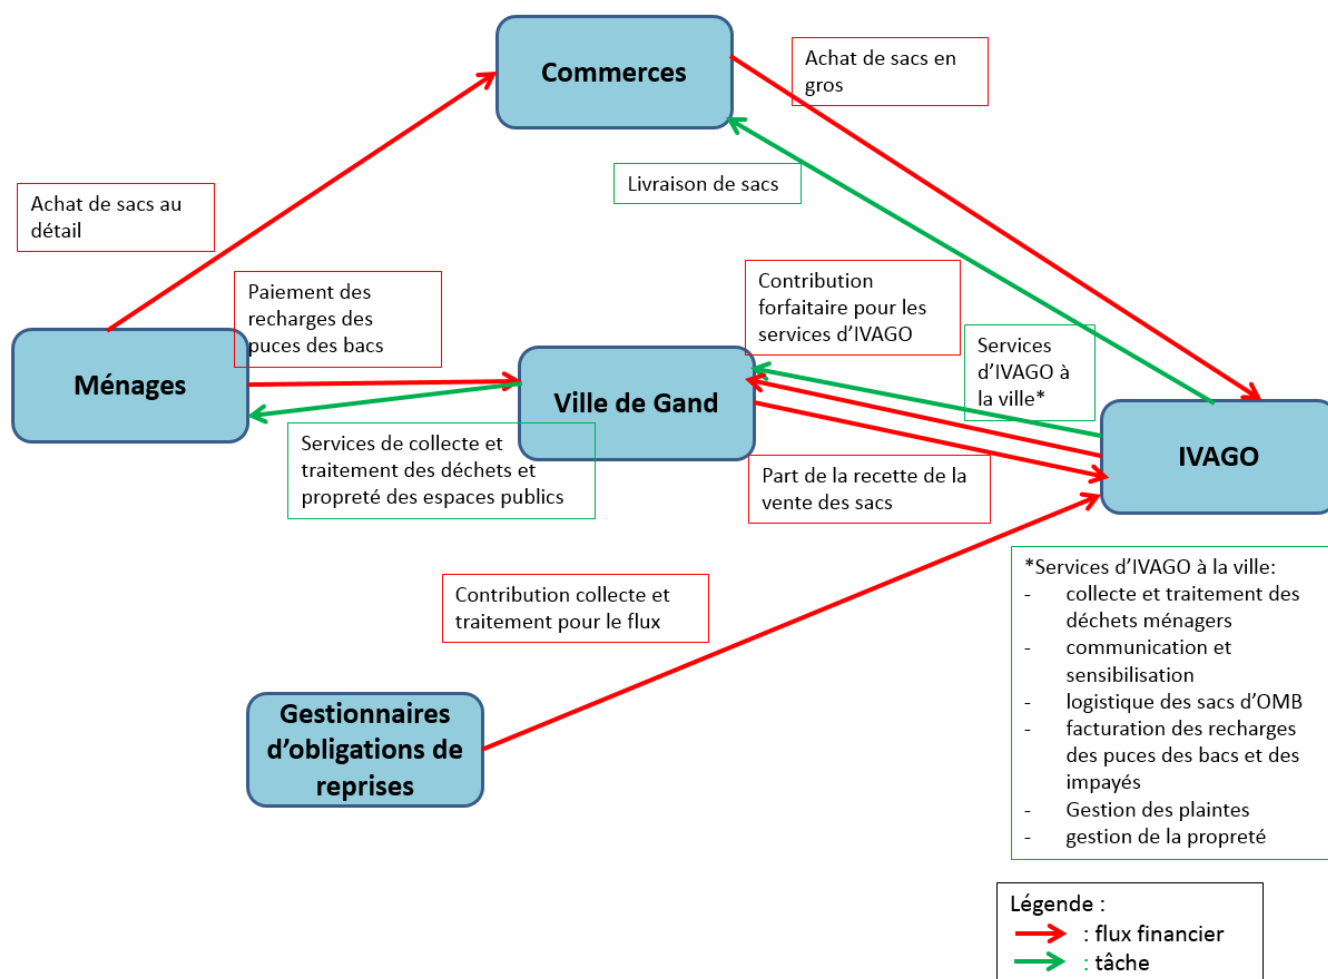 Commerces
Achat de sacs en
gros
Livraison de sacs
Achat de sacs au
détail
Paiement des
recharges des
puces des bacs
Contribution
forfaitaire pour les
services d’IVAGO
Services
d’IVAGO à
la ville*
Ménages
Ville de Gand
IVAGO
Services de collecte et
traitement des déchets et
propreté des espaces publics
Part de la recette de la
vente des sacs
Contribution collecte et
traitement pour le flux
Gestionnaires
d’obligations de
reprises
*Services d’IVAGO à la ville:
- collecte et traitement des
déchets ménagers
- communication et
sensibilisation
- logistique des sacs d’OMB
- facturation des recharges
des puces des bacs et des
impayés
- Gestion des plaintes
- gestion de la propreté
Légende :
: flux financier
: tâche